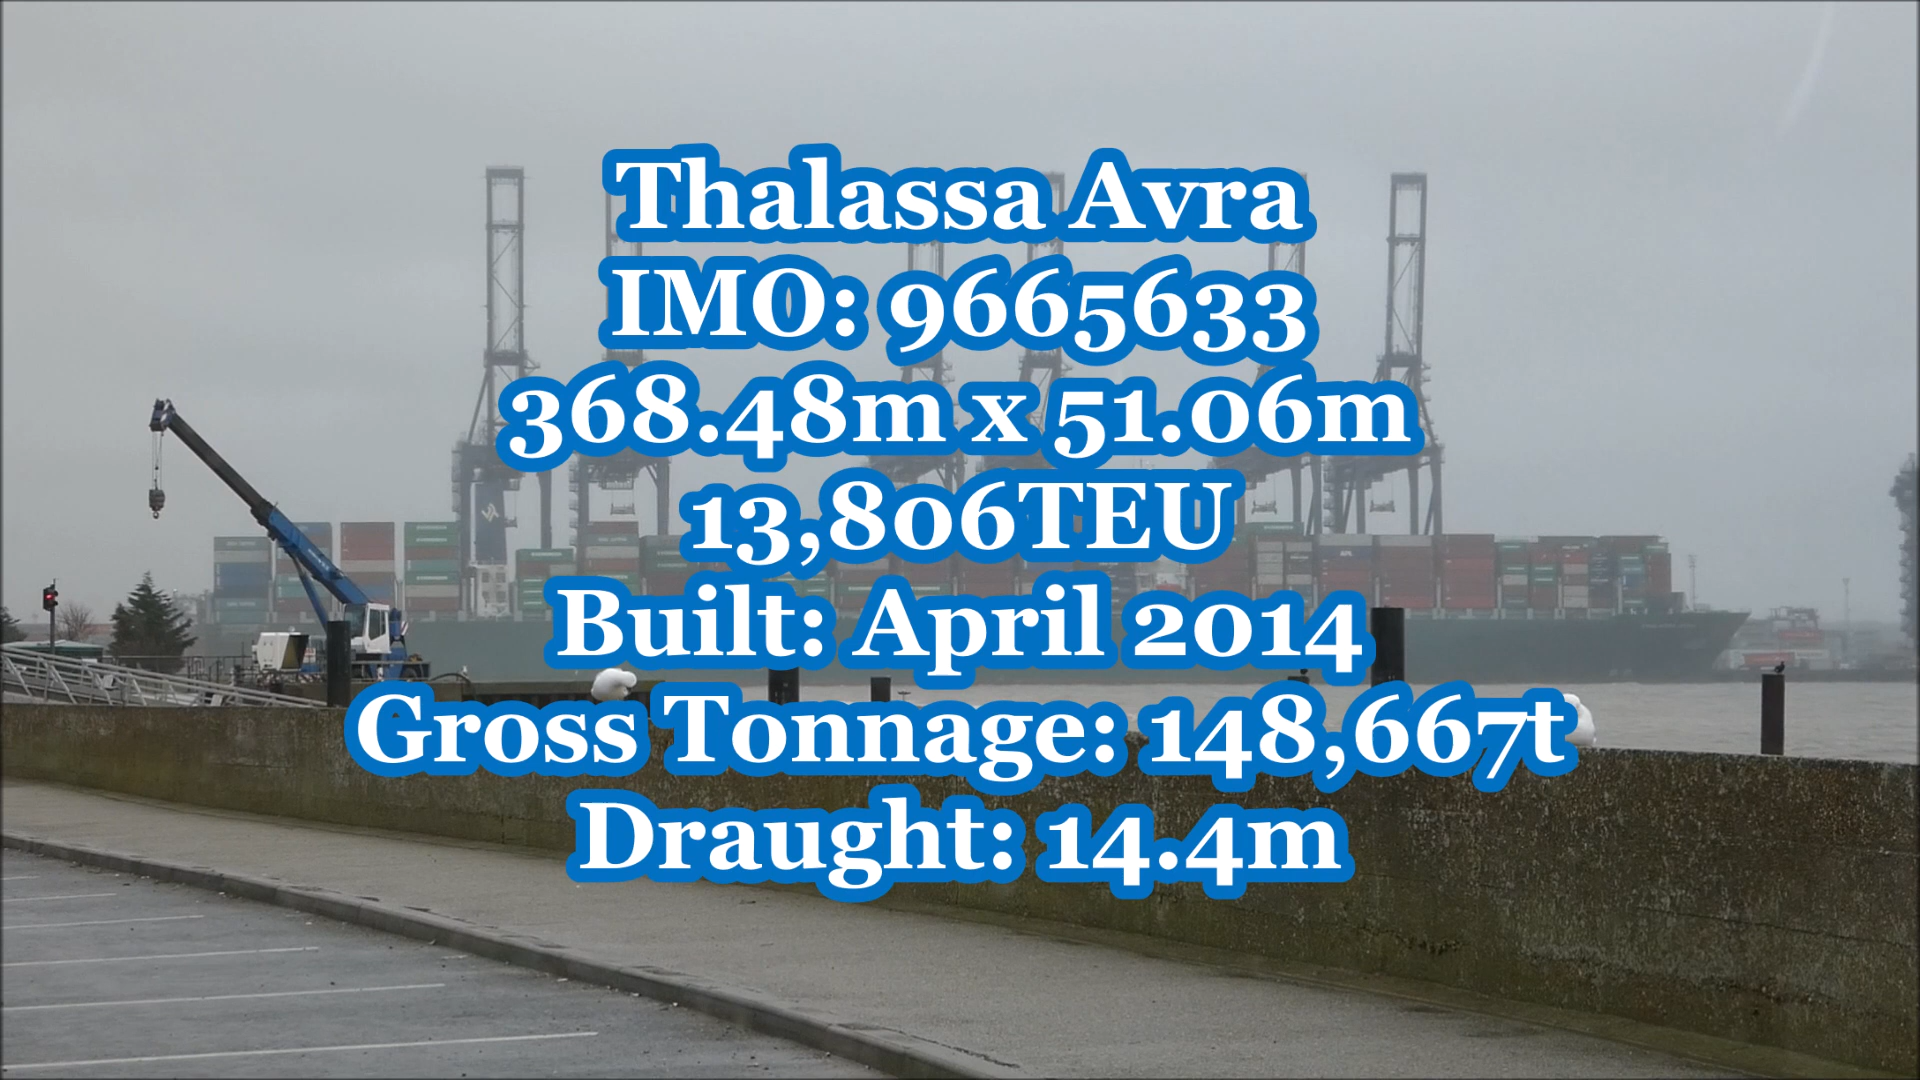 Thalassa Avra
IMO: 9665633
368.48m x 51.06m
13,806TEU
Built: April 2014
Gross Tonnage: 148,667t
Draught: 14.4m